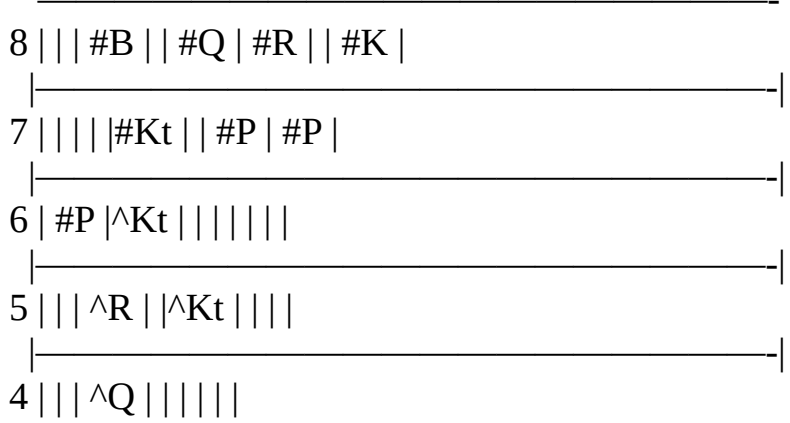 ———————————————————-
8 | | | #B | | #Q | #R | | #K |
|———————————————————-|
7 | | | | |#Kt | | #P | #P |
|———————————————————-|
6 | #P |^Kt | | | | | | |
|———————————————————-|
5 | | | ^R | |^Kt | | | |
|———————————————————-|
4 | | | ^Q | | | | | |